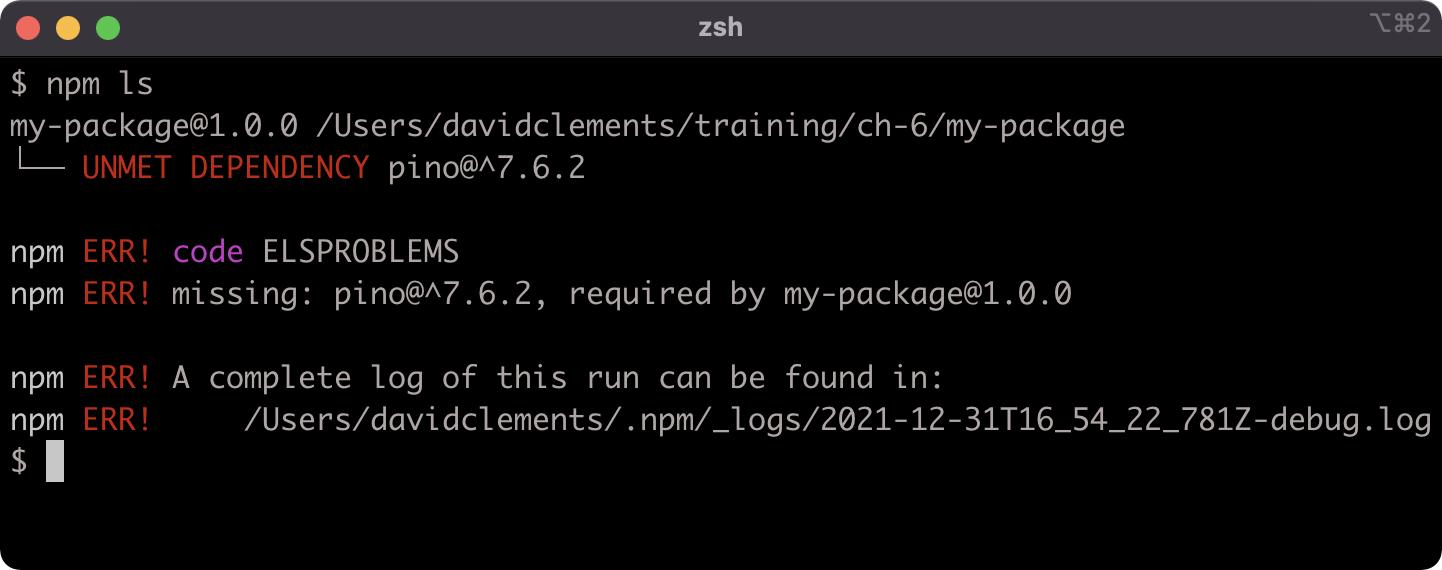 zsh
⌥⌘2
$ npm ls
my-package@1.0.0 /Users/davidclements/training/ch-6/my-package
└── UNMET DEPENDENCY pino@^7.6.2
npm ERR! code ELSPROBLEMS
npm ERR! missing: pino@^7.6.2, required by my-package@1.0.0
npm ERR! A complete log of this run can be found in:
npm ERR!     /Users/davidclements/.npm/_logs/2021-12-31T16_54_22_781Z-debug.log
$